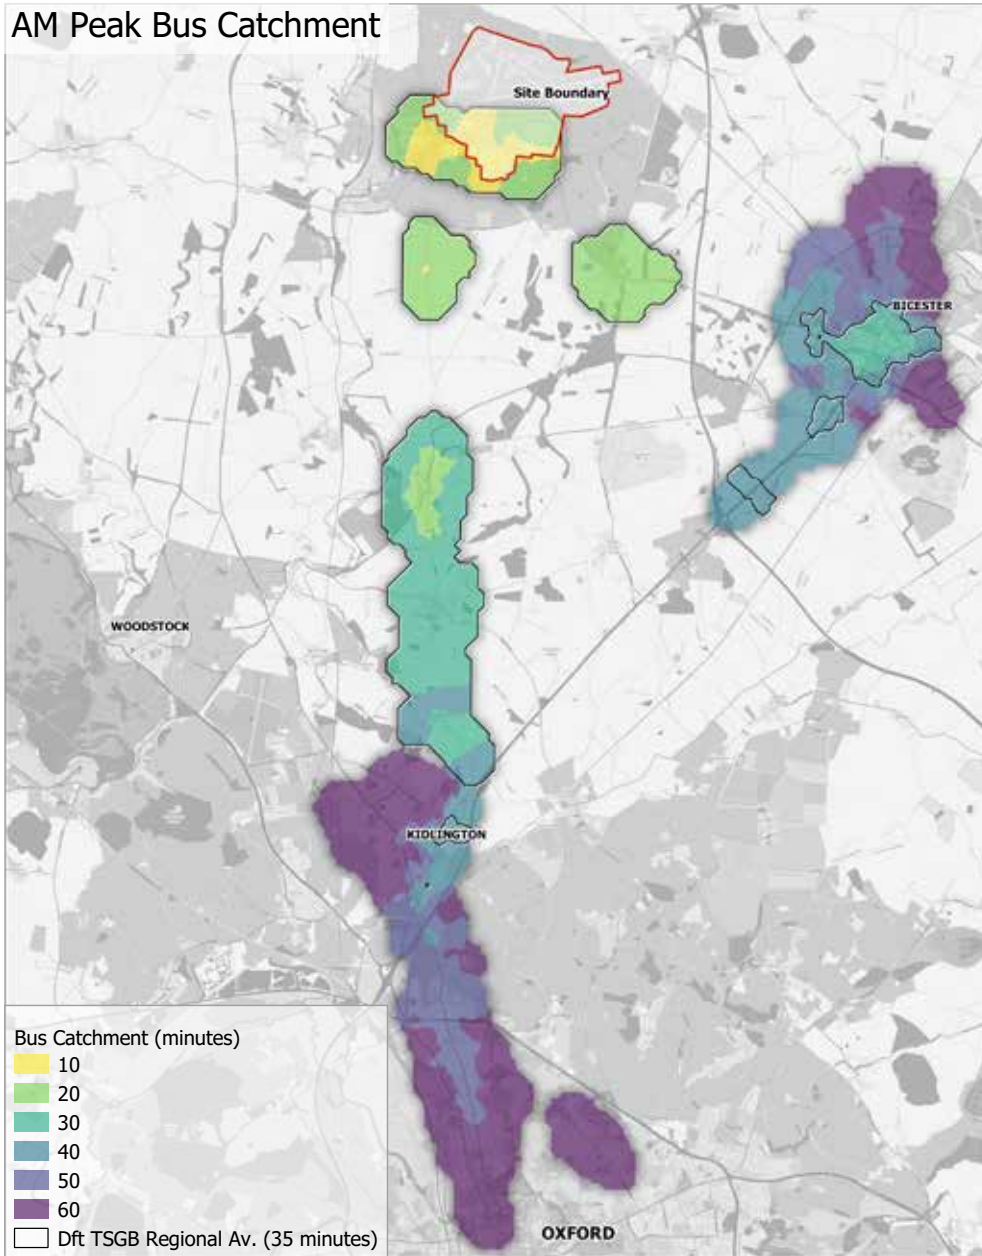 AM Peak Bus Catchment
Site Boundary
BICESTER
WOODSTOCK
KIDLINGTON
OXFORD
Bus Catchment (minutes)
10
20
30
40
50
60
Dft TSGB Regional Av. (35 minutes)